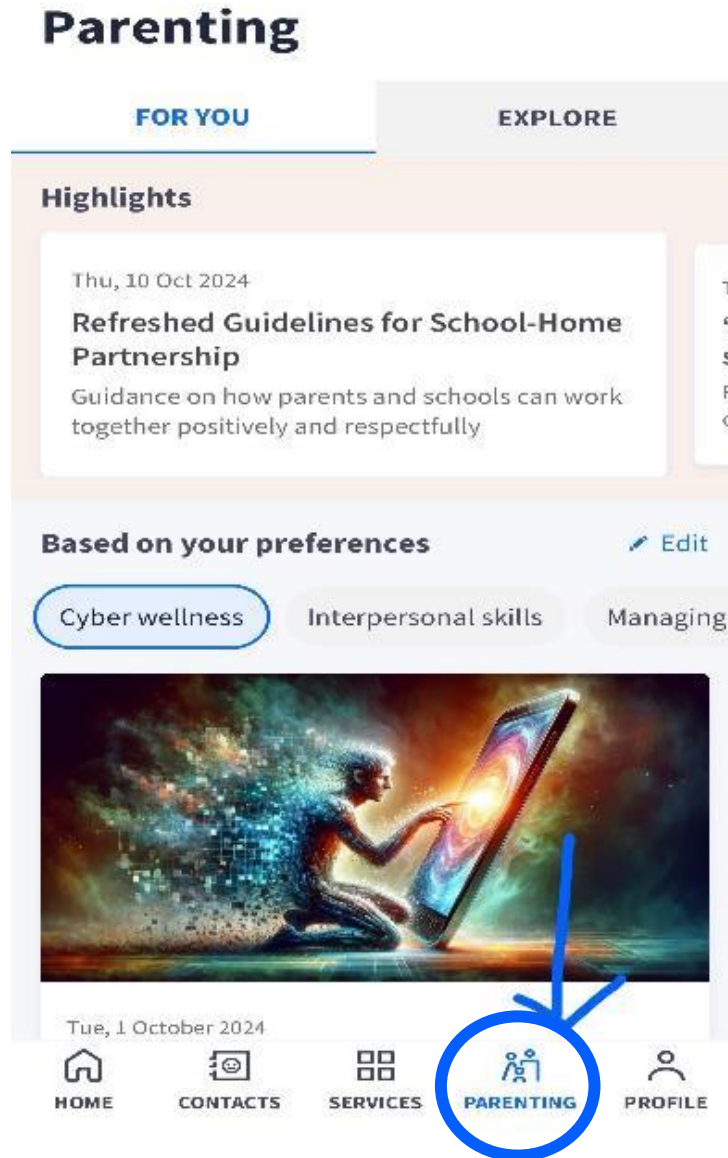 Parenting
FOR YOU
EXPLORE
Highlights
Thu, 10 Oct 2024
Refreshed Guidelines for School-Home
Partnership
Guidance on how parents and schools can work
together positively and respectfully
Based on your preferences
Edit
Cyber wellness
Interpersonal skills
Managing
Tue, 1 October 2024
HOME
CONTACTS
SERVICES
PARENTING
PROFILE